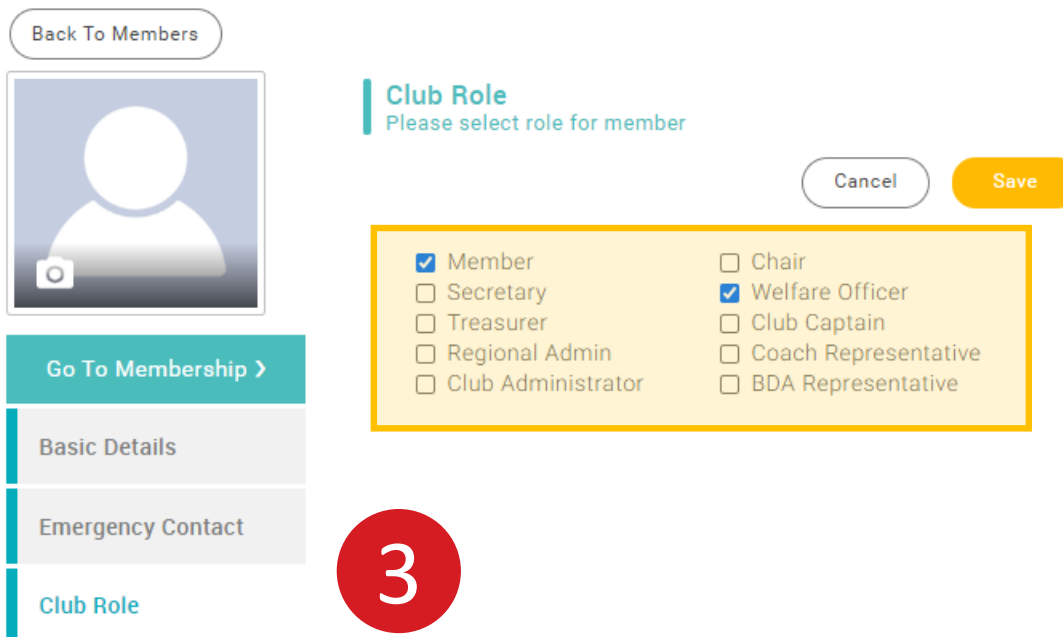 Back To Members
Club Role
Please select role for member
Cancel
Save
Member
Chair
Secretary
Welfare Officer
Treasurer
Club Captain
Regional Admin
Coach Representative
Club Administrator
BDA Representative
Go To Membership ❯
Basic Details
Emergency Contact
Club Role
3